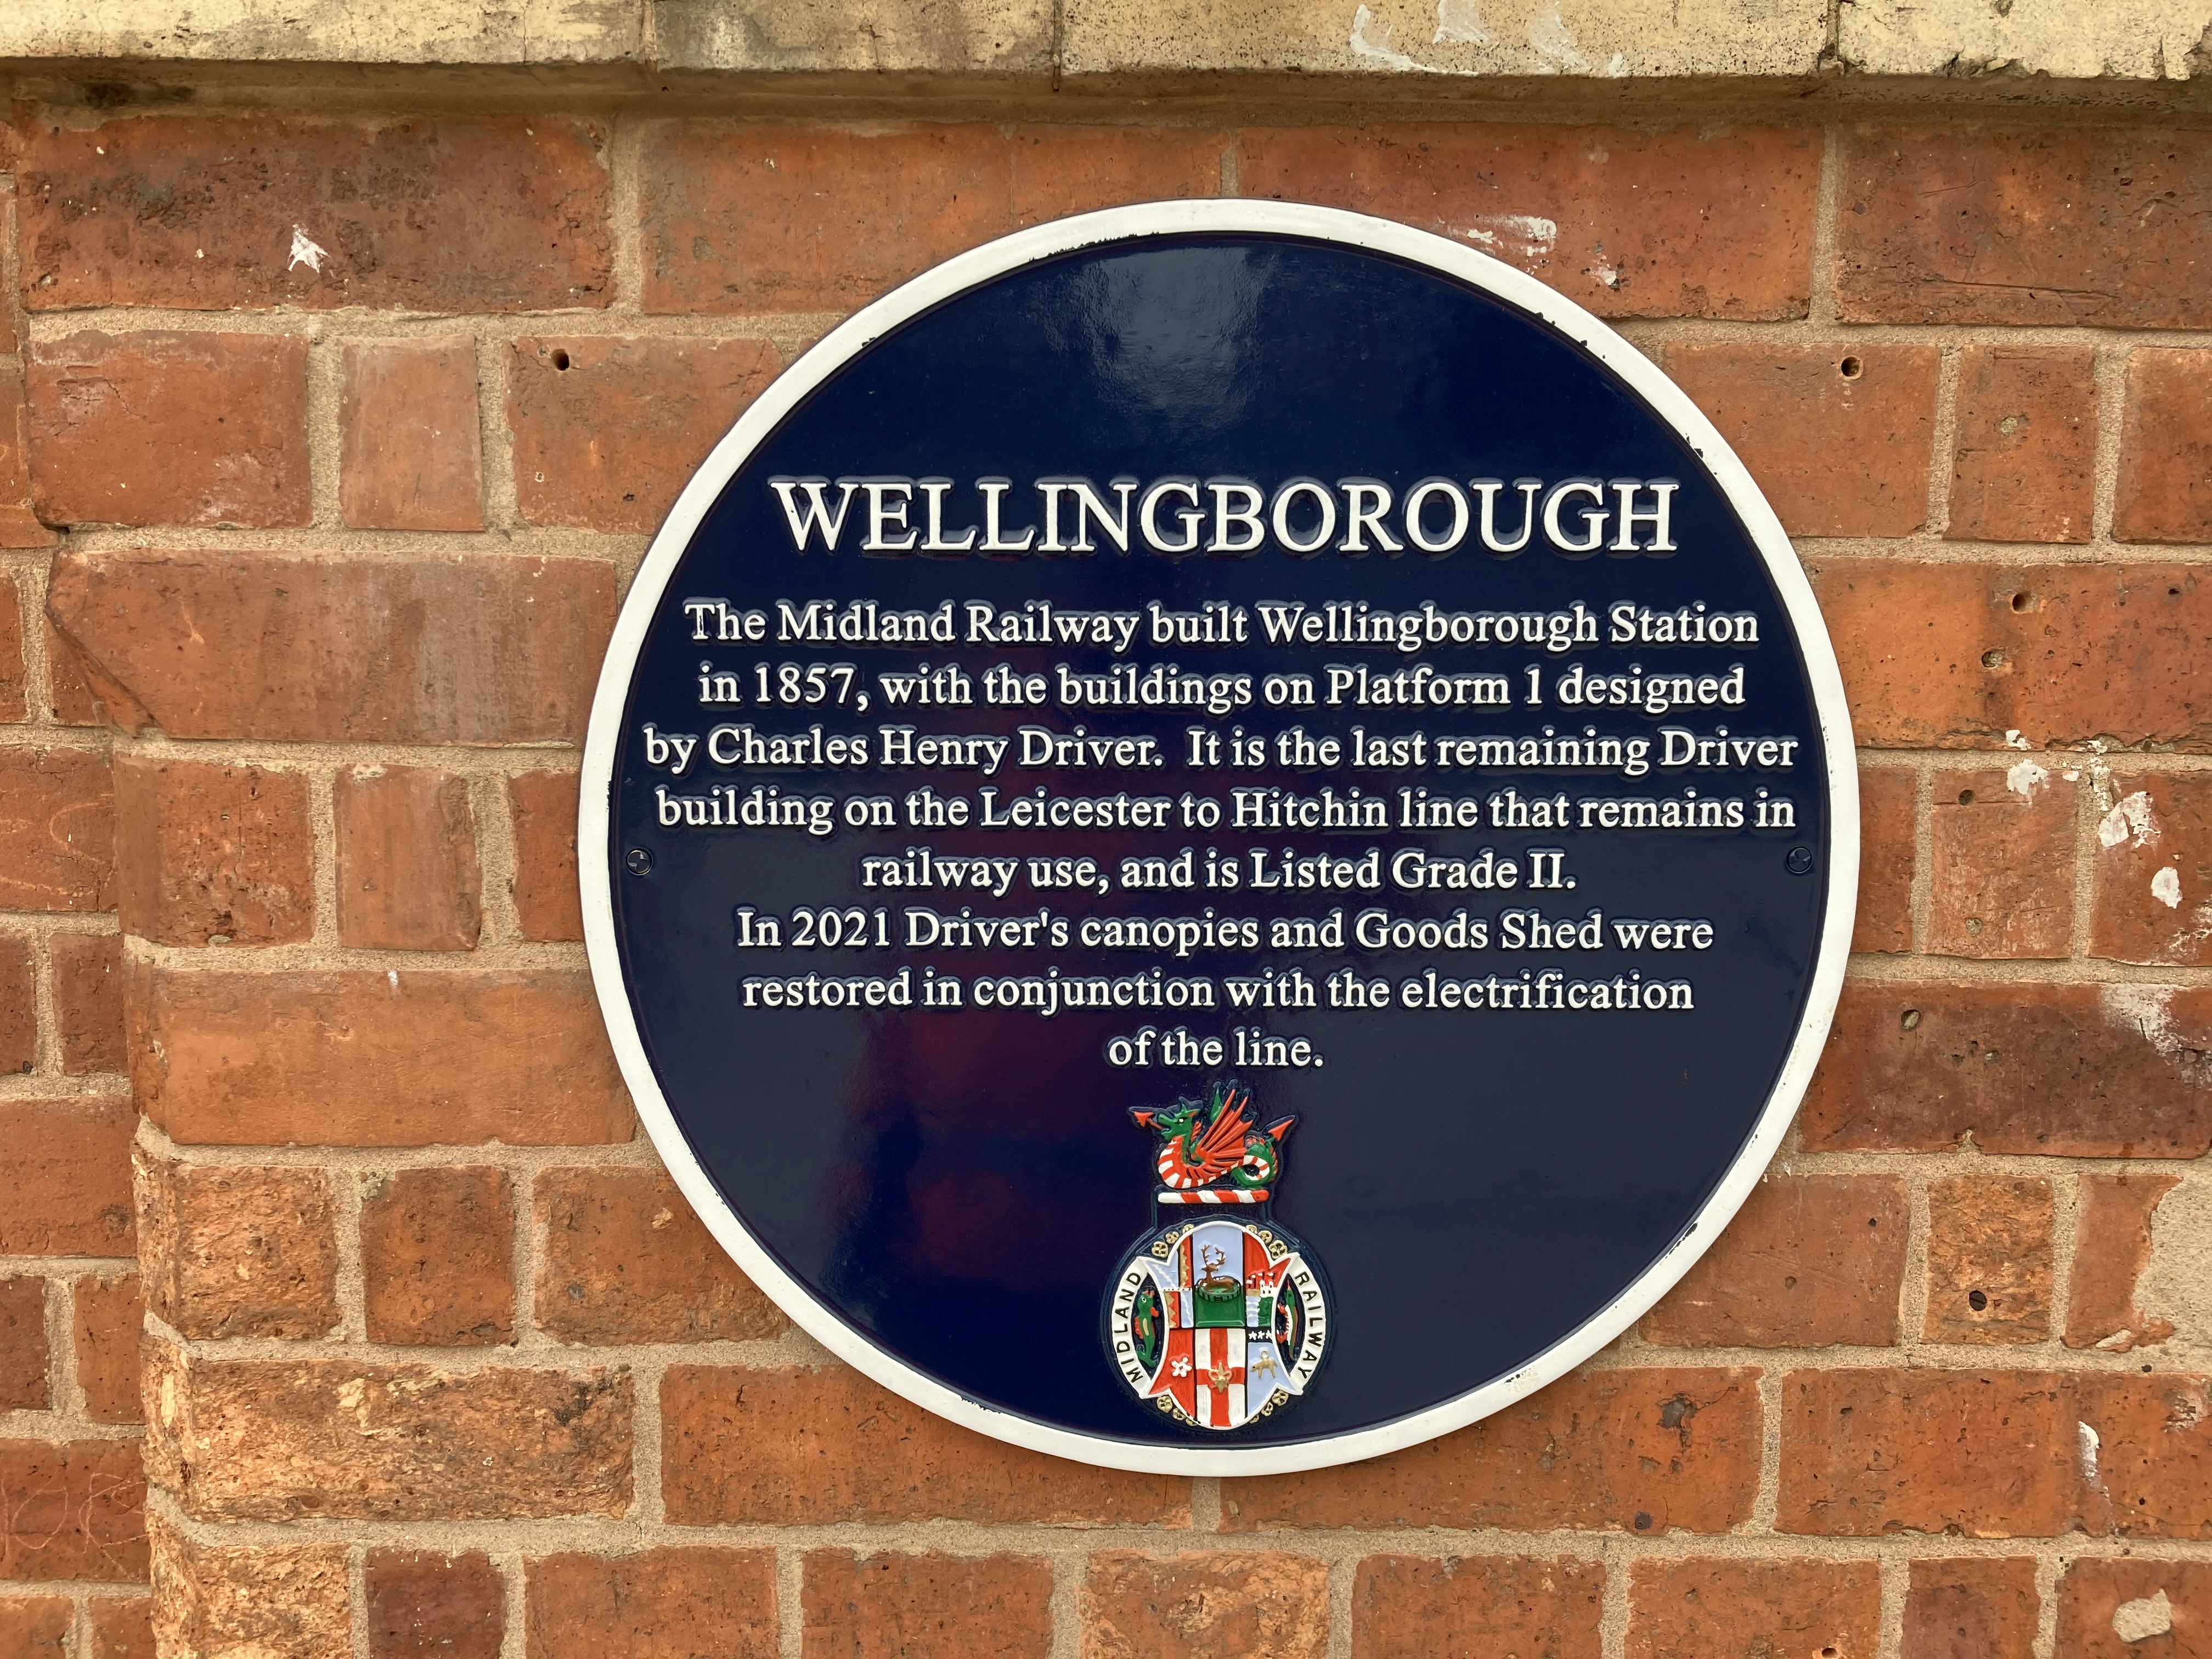 WELLINGBOROUGH
The Midland Railway built Wellingborough Station
in 1857, with the buildings on Platform 1 designed
by Charles Henry Driver. It is the last remaining Driver
building on the Leicester to Hitchin line that remains in
railway use, and is Listed Grade II.
In 2021 Driver's canopies and Goods Shed were
restored in conjunction with the electrification
of the line.
MIDLAND
RAILWAY